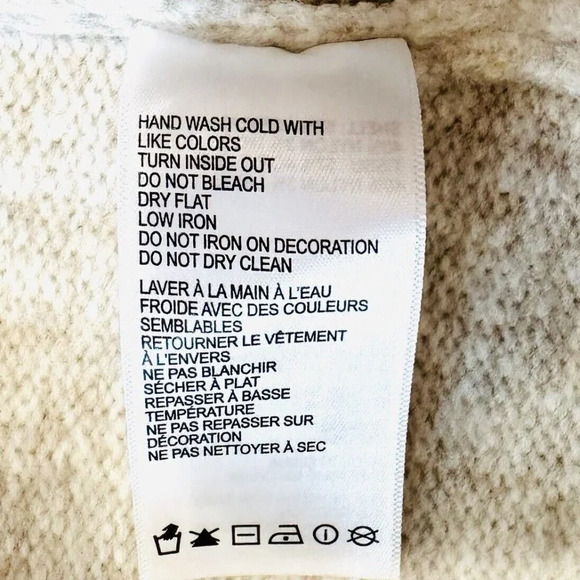 HAND WASH COLD WITH
LIKE COLORS
TURN INSIDE OUT
DO NOT BLEACH
DRY FLAT
LOW IRON
DO NOT IRON ON DECORATION
DO NOT DRY CLEAN
LAVER À LA MAIN À L'EAU
FROIDE AVEC DES COULEURS
SEMBLABLES
RETOURNER LE VÊTEMENT
À L'ENVERS
NE PAS BLANCHIR
SÉCHER À PLAT
REPASSER À BASSE
TEMPÉRATURE
NE PAS REPASSER SUR
DÉCORATION
NE PAS NETTOYER À SEC